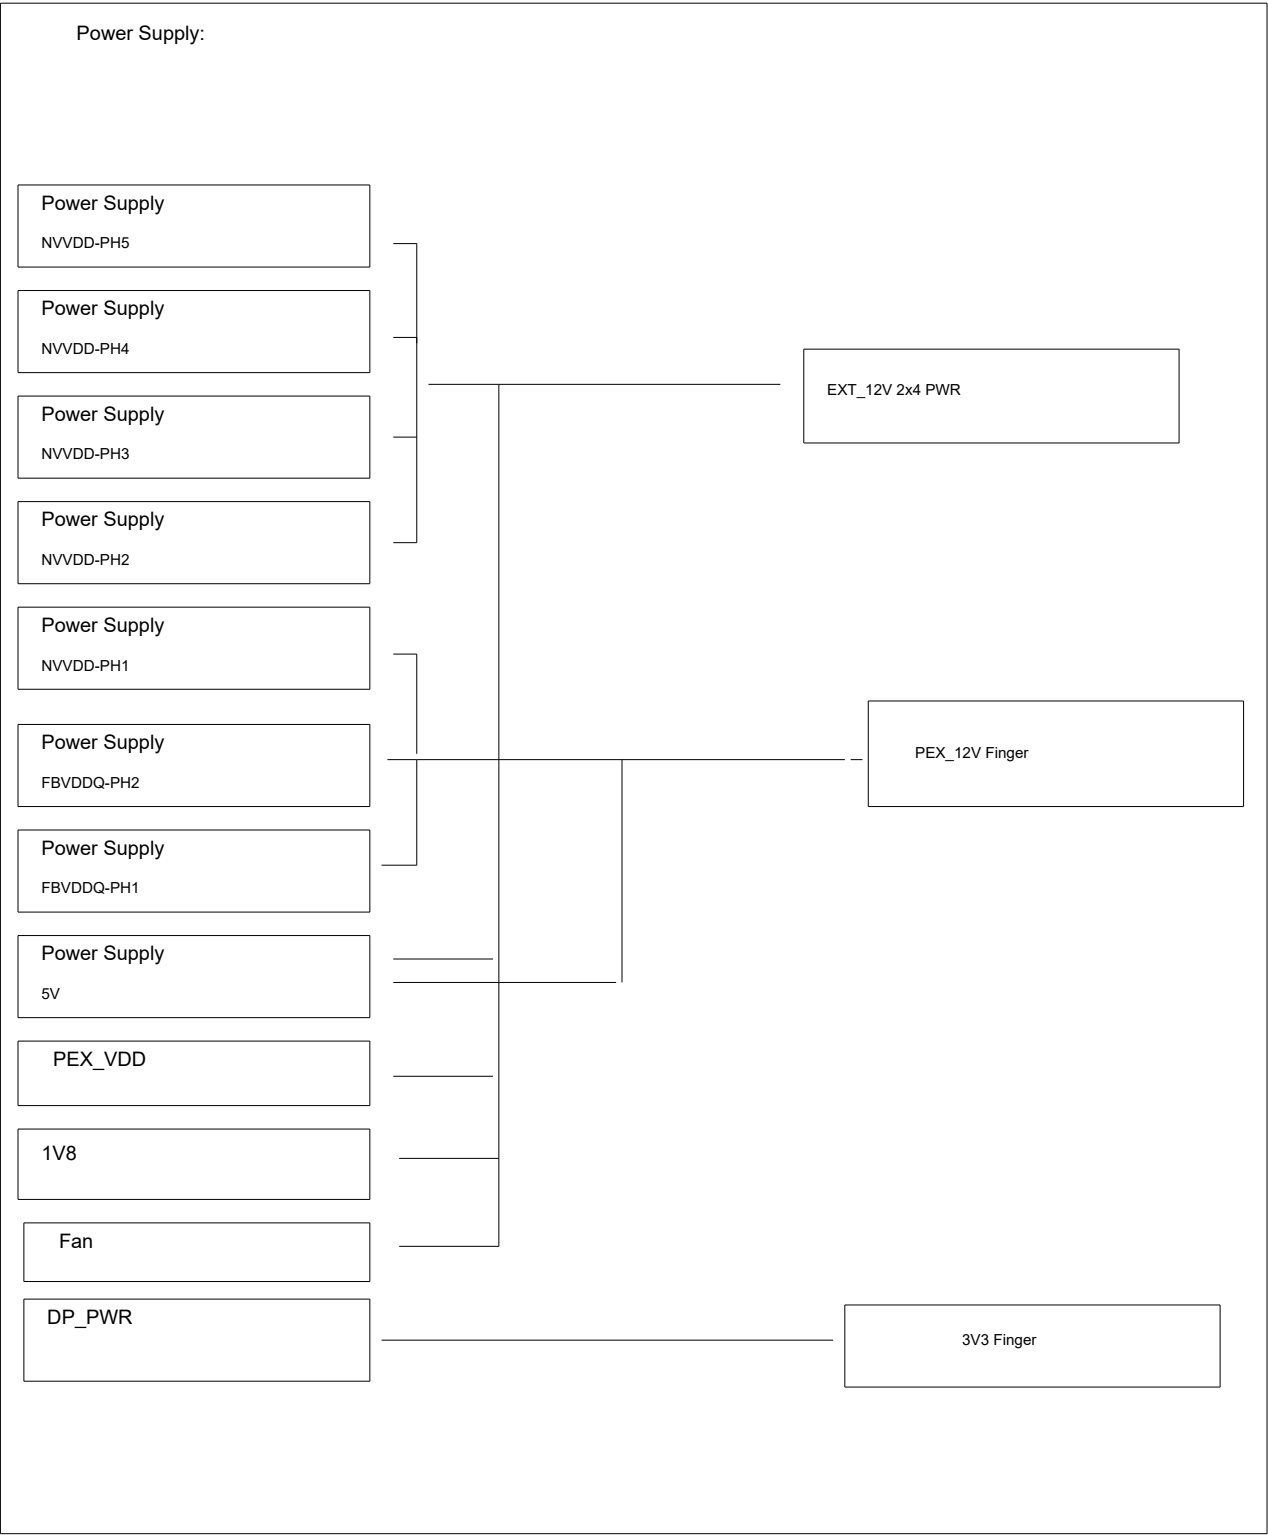 Power Supply:
Power Supply
NVVDD-PH5
Power Supply
NVVDD-PH4
EXT_12V 2x4 PWR
Power Supply
NVVDD-PH3
Power Supply
NVVDD-PH2
Power Supply
NVVDD-PH1
Power Supply
FBVDDQ-PH2
PEX_12V Finger
Power Supply
FBVDDQ-PH1
Power Supply
5V
PEX_VDD
1V8
Fan
DP_PWR
3V3 Finger